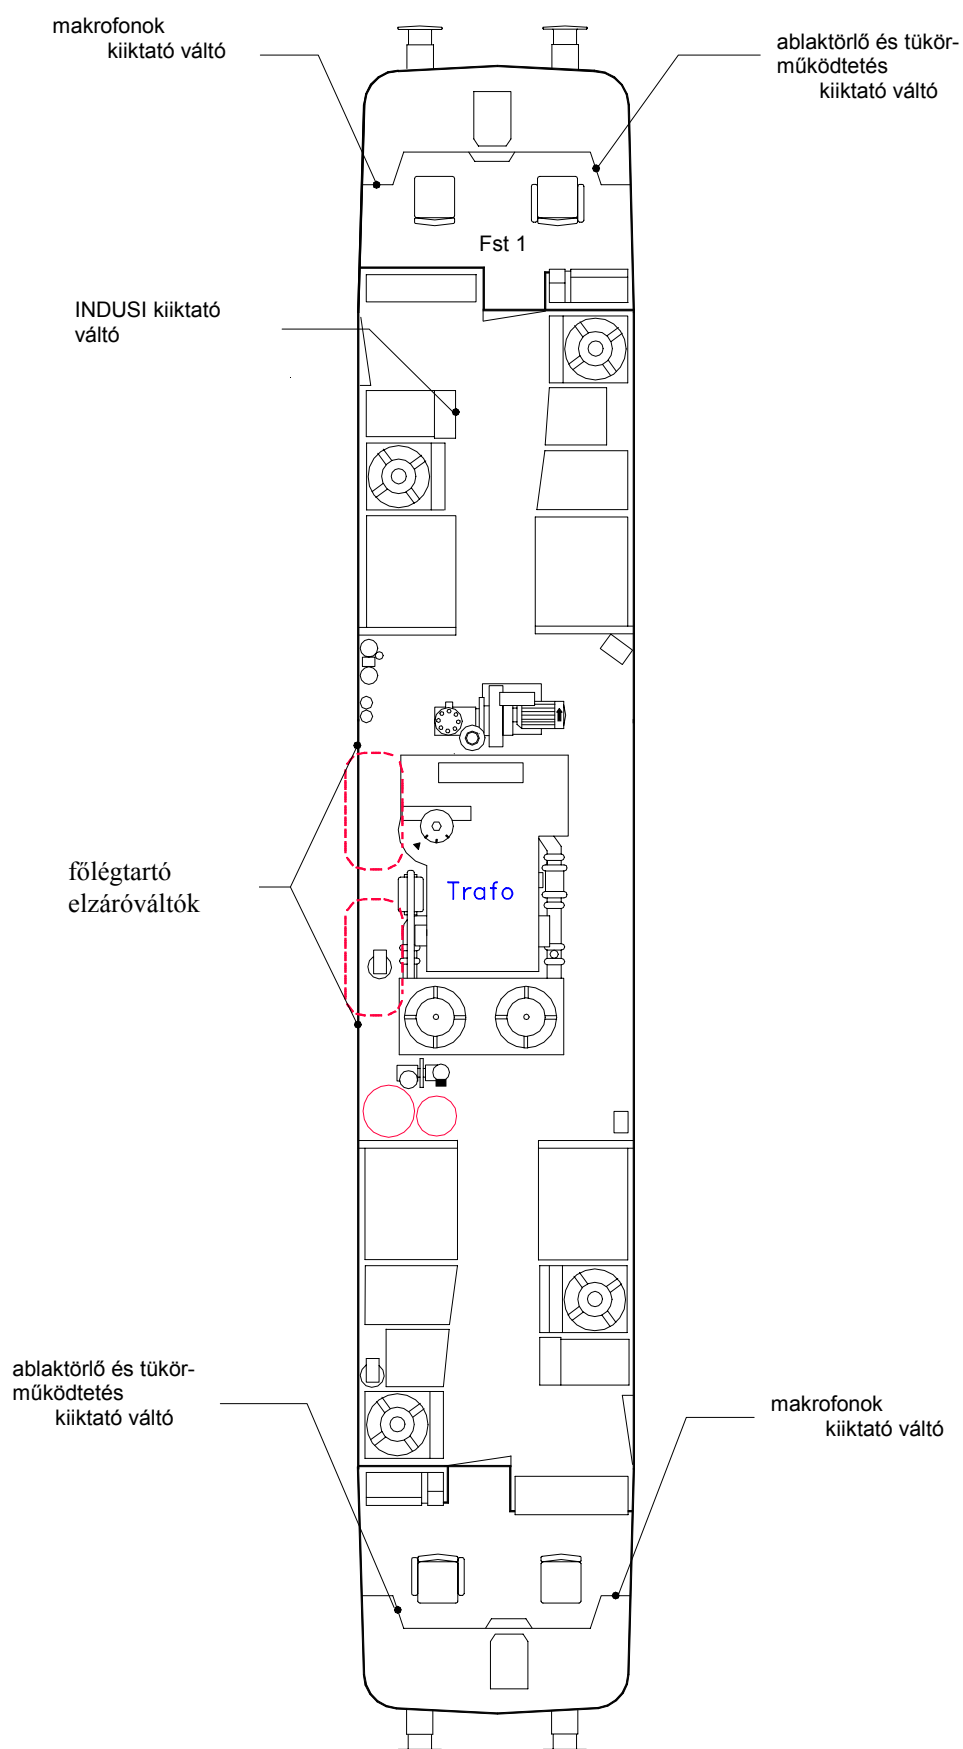 makrofonok
kiiktató váltó
ablaktörlő és tükör-
működtetés
kiiktató váltó
Fst 1
INDUSI kiiktató
váltó
főlégtartó
elzáróváltók
Trafo
ablaktörlő és tükör-
működtetés
kiiktató váltó
makrofonok
kiiktató váltó